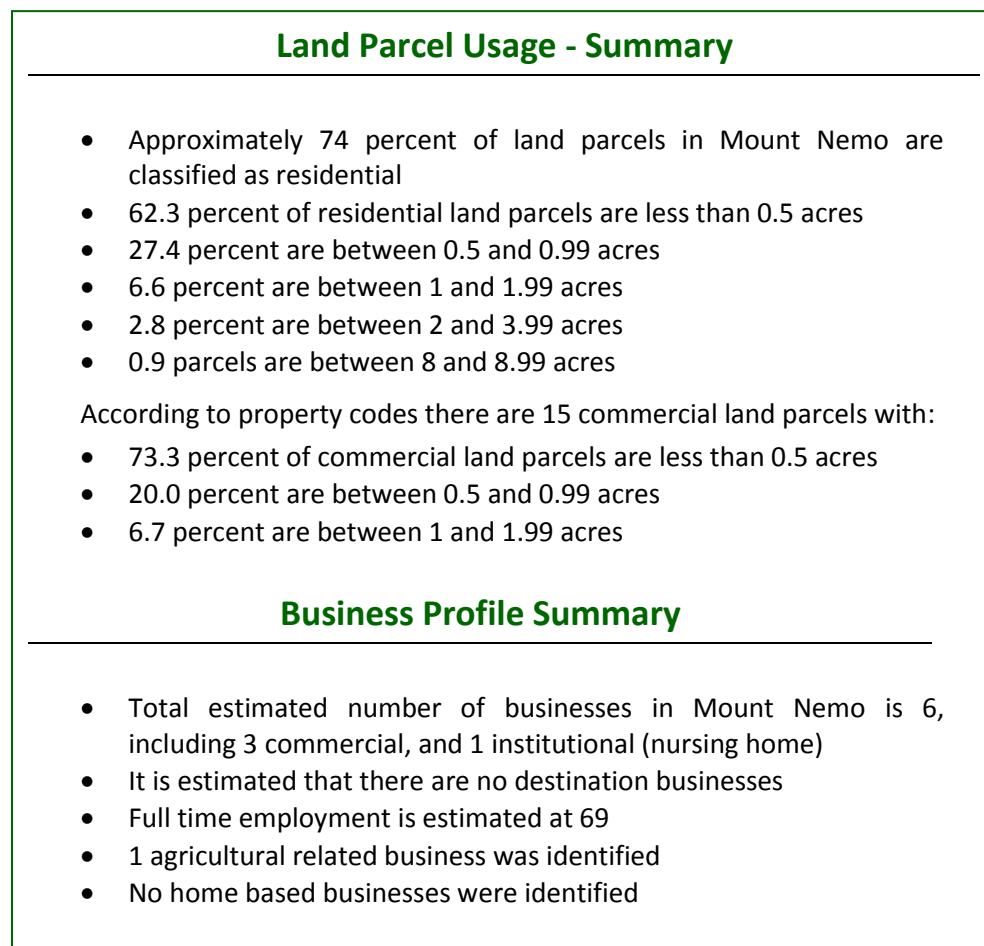 Land Parcel Usage - Summary
• Approximately 74 percent of land parcels in Mount Nemo are
classified as residential
• 62.3 percent of residential land parcels are less than 0.5 acres
• 27.4 percent are between 0.5 and 0.99 acres
• 6.6 percent are between 1 and 1.99 acres
• 2.8 percent are between 2 and 3.99 acres
• 0.9 parcels are between 8 and 8.99 acres
According to property codes there are 15 commercial land parcels with:
• 73.3 percent of commercial land parcels are less than 0.5 acres
• 20.0 percent are between 0.5 and 0.99 acres
• 6.7 percent are between 1 and 1.99 acres
Business Profile Summary
• Total estimated number of businesses in Mount Nemo is 6,
including 3 commercial, and 1 institutional (nursing home)
• It is estimated that there are no destination businesses
• Full time employment is estimated at 69
• 1 agricultural related business was identified
• No home based businesses were identified